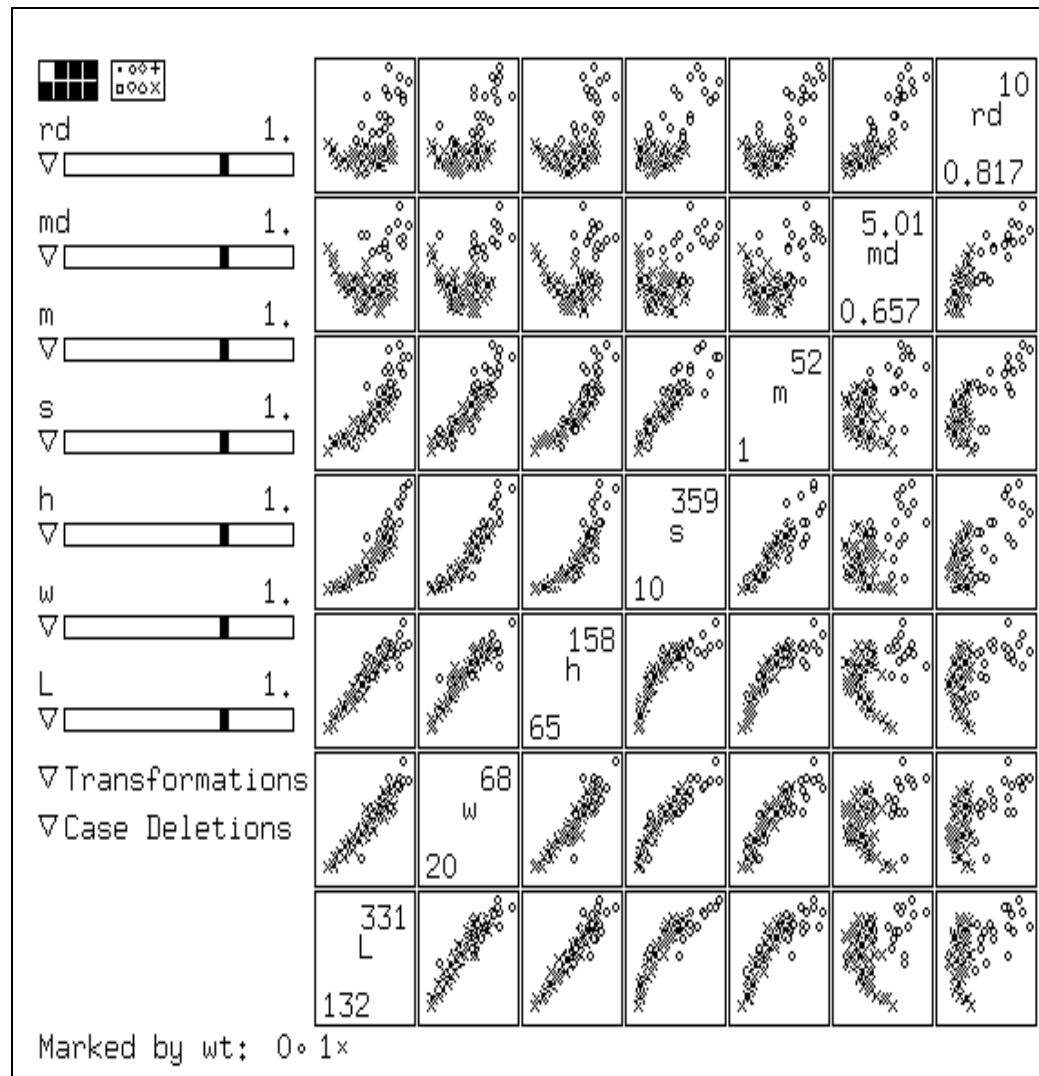 rd 1.
md 1.
m 1.
s 1.
h 1.
w 1.
L 1.
Transformations
Case Deletions
10
rd
0.817
5.01
md
0.657
52
m
1
359
s
10
158
h
65
68
w
20
331
L
132
Marked by wt: 0∘ 1×